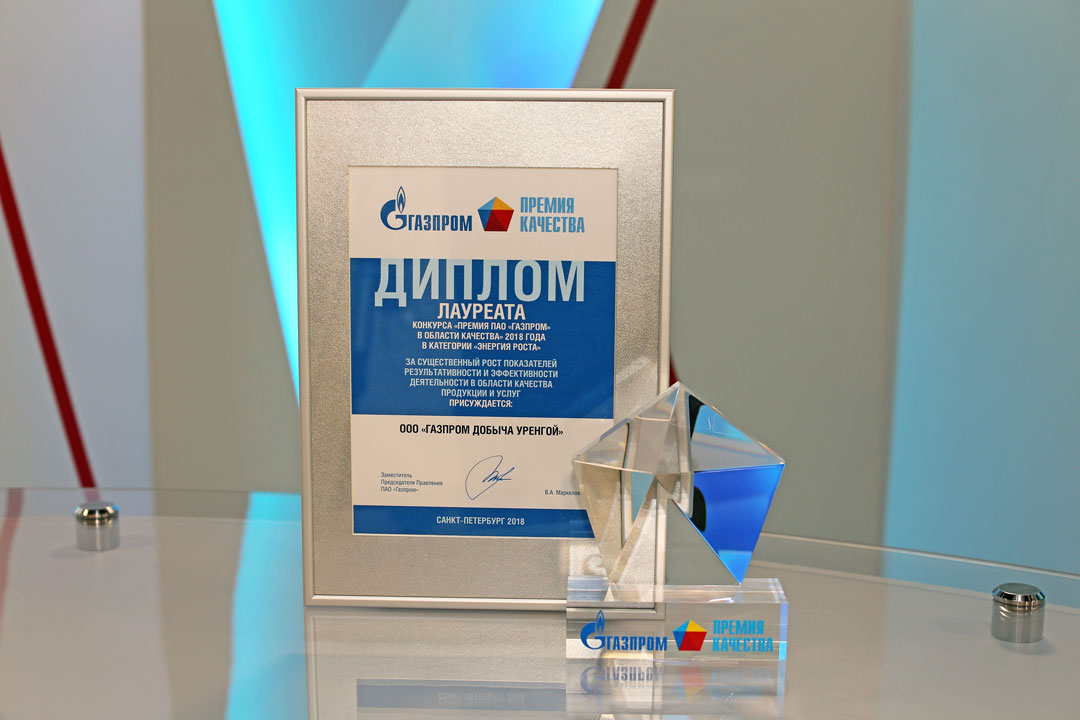 ГАЗПРОМ
ПРЕМИЯ
КАЧЕСТВА
ДИПЛОМ
ЛАУРЕАТА
КОНКУРСА «ПРЕМИЯ ПАО «ГАЗПРОМ»
В ОБЛАСТИ КАЧЕСТВА» 2018 ГОДА
В КАТЕГОРИИ «ЭНЕРГИЯ РОСТА»
ЗА СУЩЕСТВЕННЫЙ РОСТ ПОКАЗАТЕЛЕЙ
РЕЗУЛЬТАТИВНОСТИ И ЭФФЕКТИВНОСТИ
ДЕЯТЕЛЬНОСТИ В ОБЛАСТИ КАЧЕСТВА
ПРОДУКЦИИ И УСЛУГ
ПРИСУЖДАЕТСЯ:
ООО «ГАЗПРОМ ДОБЫЧА УРЕНГОЙ»
Заместитель
Председателя Правления
ПАО «Газпром»
В.А. Маркелов
САНКТ-ПЕТЕРБУРГ 2018
ГАЗПРОМ
ПРЕМИЯ
КАЧЕСТВА